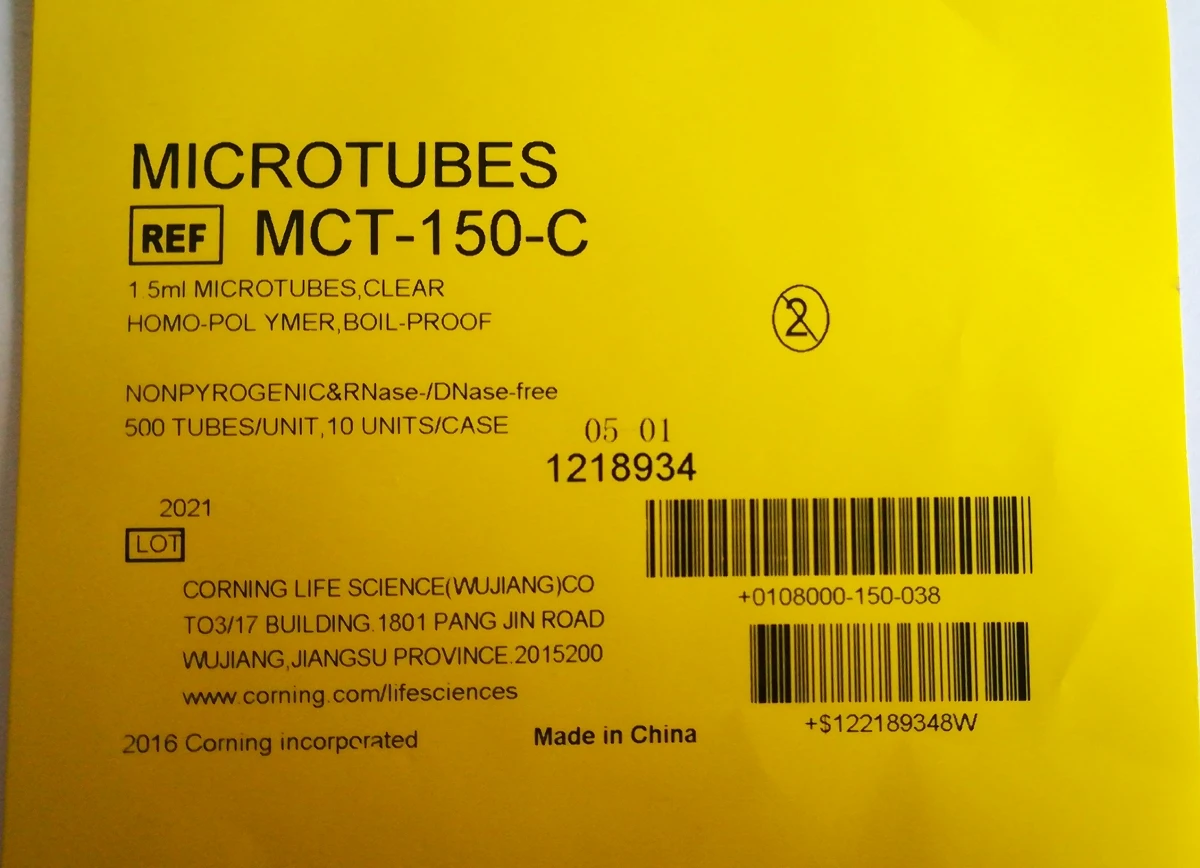 MICROTUBES
REF MCT-150-C
1 5ml MICROTUBES,CLEAR
HOMO-POL YMER,BOIL-PROOF
2
NONPYROGENIC&RNase-/DNase-free
500 TUBES/UNIT,10 UNITS/CASE
05 01
1218934
2021
LOT
CORNING LIFE SCIENCE(WUJIANG)CO
TO3/17 BUILDING.1801 PANG JIN ROAD
WUJIANG,JIANGSU PROVINCE.2015200
www.corning.com/lifesciences
+0108000-150-038
+$122189348W
2016 Corning incorporated
Made in China